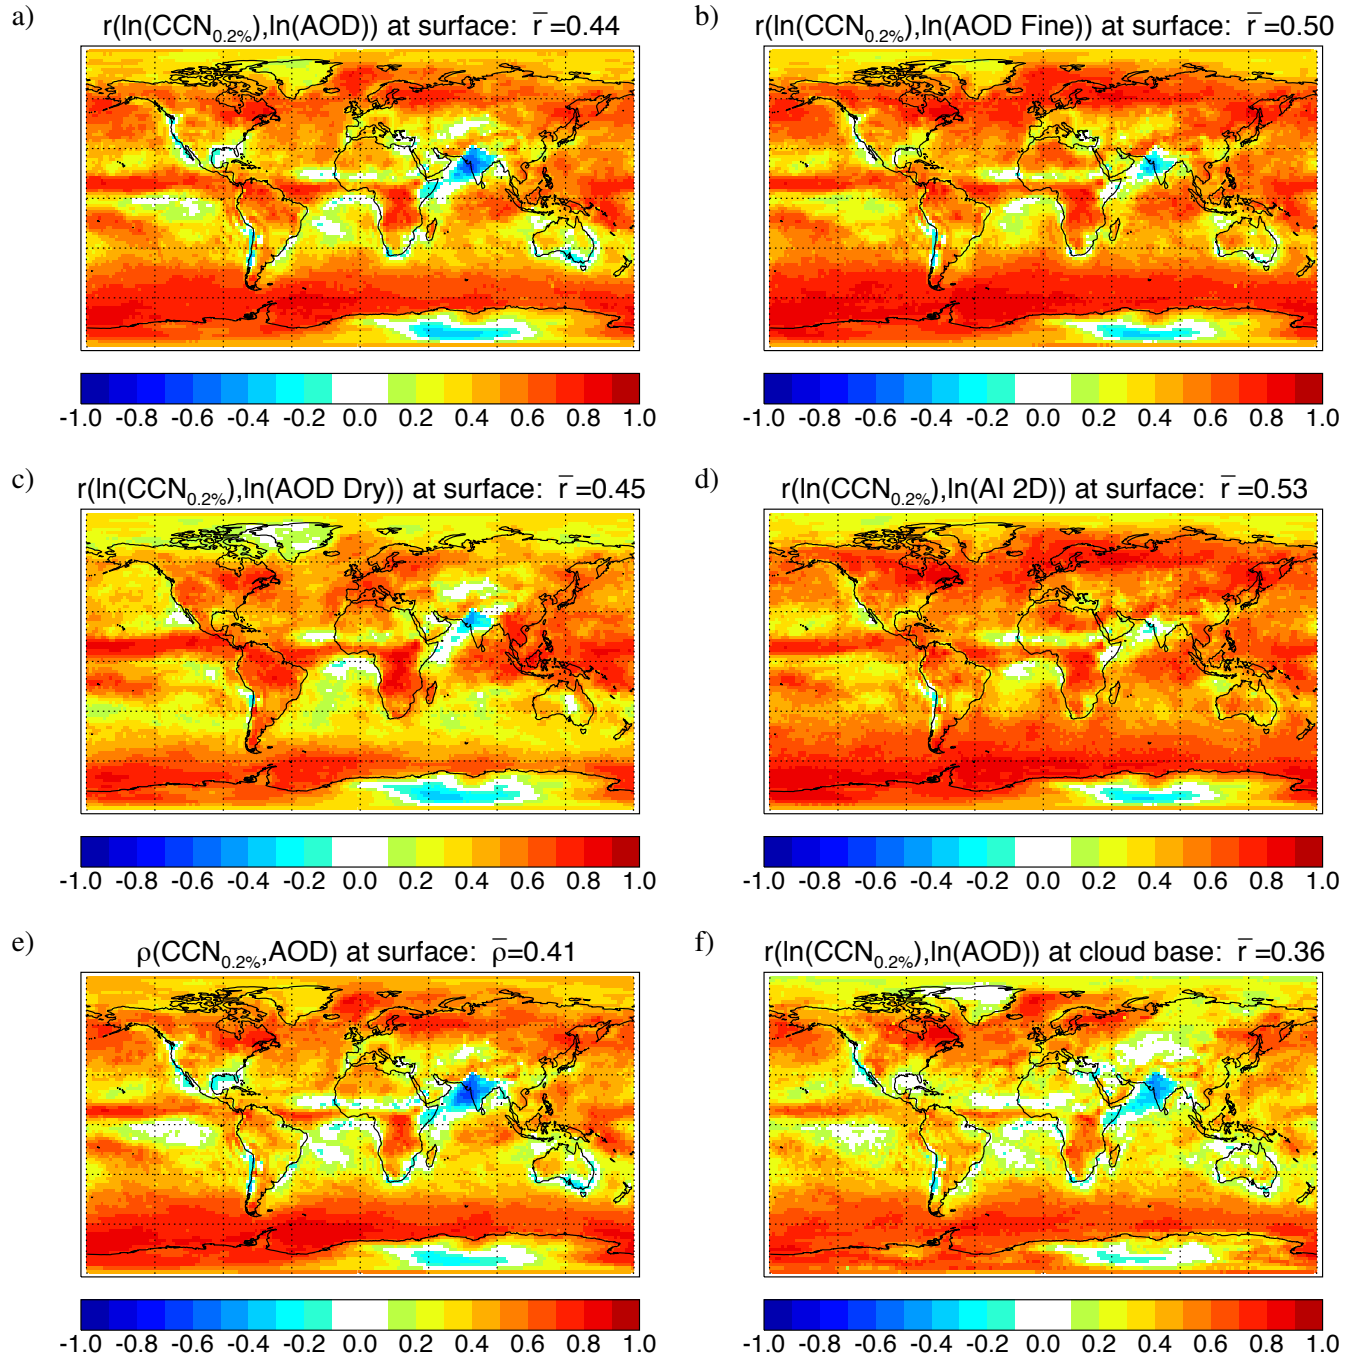 a)
r(ln(CCN0.2%),ln(AOD)) at surface: r̅=0.44
-1.0 -0.8 -0.6 -0.4 -0.2 0.0 0.2 0.4 0.6 0.8 1.0
b)
r(ln(CCN0.2%),ln(AOD Fine)) at surface: r̅=0.50
-1.0 -0.8 -0.6 -0.4 -0.2 0.0 0.2 0.4 0.6 0.8 1.0
c)
r(ln(CCN0.2%),ln(AOD Dry)) at surface: r̅=0.45
-1.0 -0.8 -0.6 -0.4 -0.2 0.0 0.2 0.4 0.6 0.8 1.0
d)
r(ln(CCN0.2%),ln(AI 2D)) at surface: r̅=0.53
-1.0 -0.8 -0.6 -0.4 -0.2 0.0 0.2 0.4 0.6 0.8 1.0
e)
ρ(CCN0.2%,AOD) at surface: ρ̅=0.41
-1.0 -0.8 -0.6 -0.4 -0.2 0.0 0.2 0.4 0.6 0.8 1.0
f)
r(ln(CCN0.2%),ln(AOD)) at cloud base: r̅=0.36
-1.0 -0.8 -0.6 -0.4 -0.2 0.0 0.2 0.4 0.6 0.8 1.0